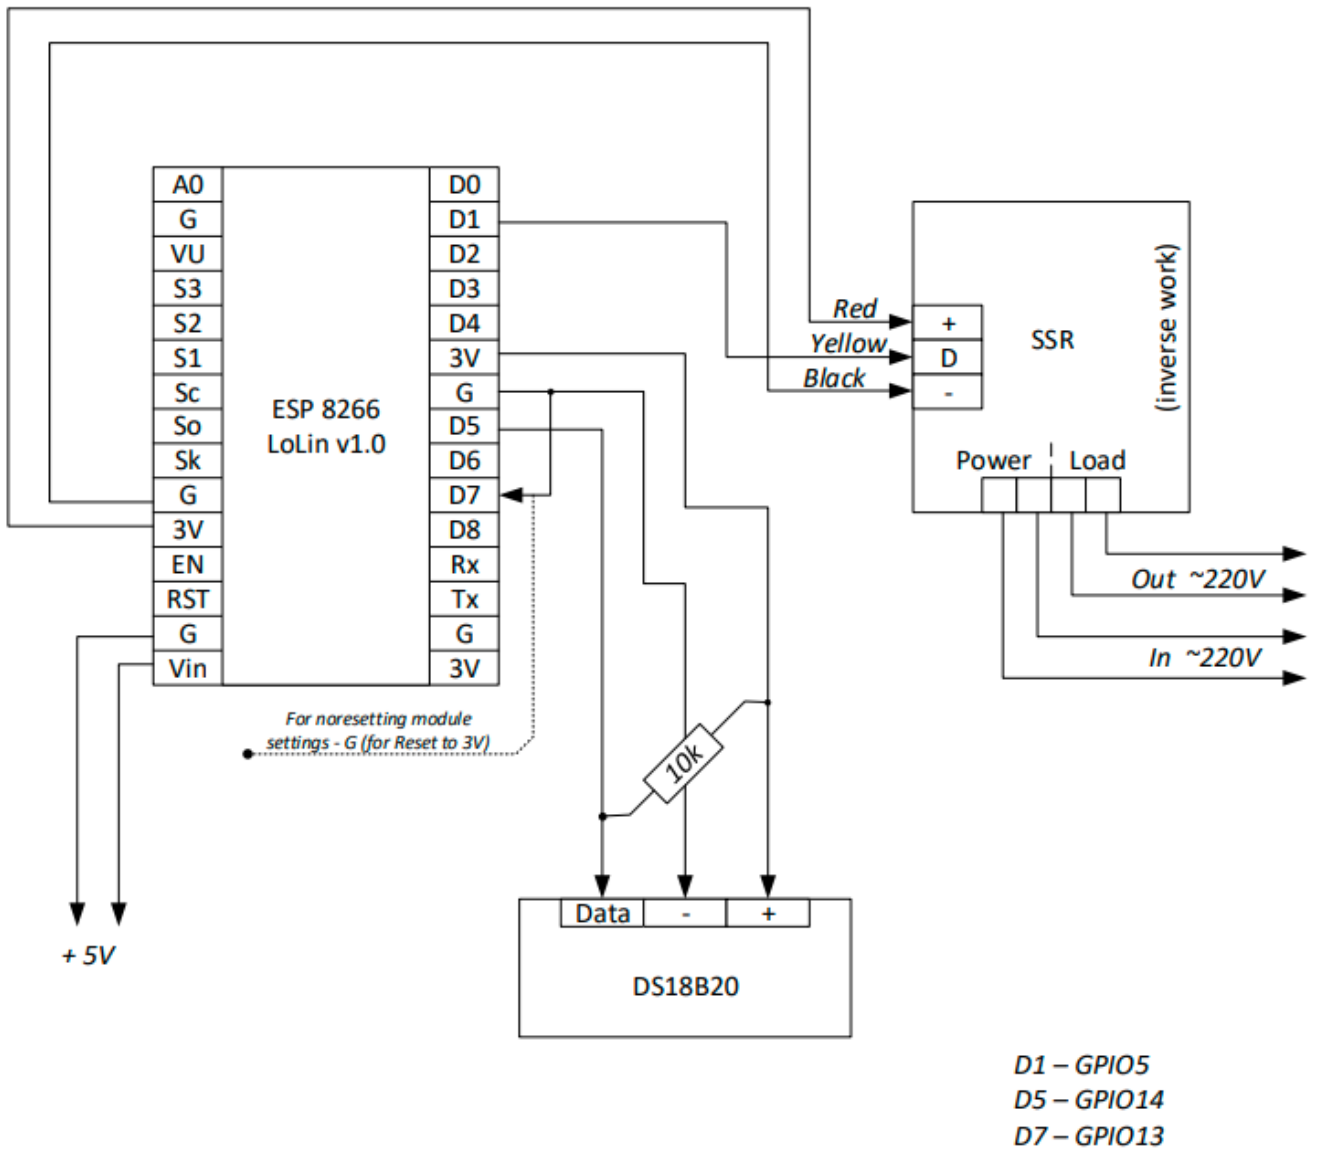 A0
G
VU
S3
S2
S1
Sc
So
Sk
G
3V
EN
RST
G
Vin
ESP 8266
LoLin v1.0
D0
D1
D2
D3
D4
3V
G
D5
D6
D7
D8
Rx
Tx
G
3V
Red
Yellow
Black
+
D
-
SSR
(inverse work)
Power
Load
Out ~220V
In ~220V
For noresetting module
settings - G (for Reset to 3V)
10k
+ 5V
Data
-
+
DS18B20
D1 – GPIO5
D5 – GPIO14
D7 – GPIO13